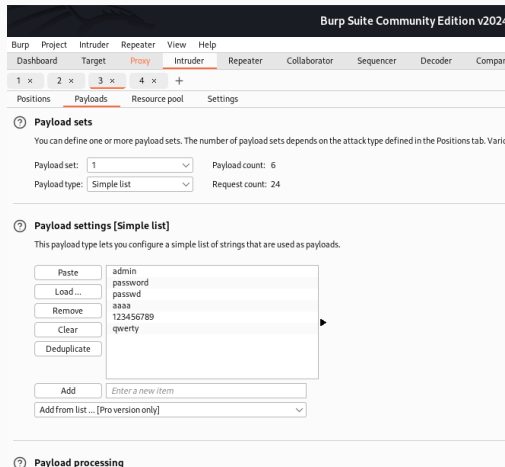 Burp Suite Community Edition v2024
Burp Project Intruder Repeater View Help
Dashboard Target Proxy Intruder Repeater Collaborator Sequencer Decoder Compar
1 × 2 × 3 × 4 × +
Positions Payloads Resource pool Settings
? Payload sets
You can define one or more payload sets. The number of payload sets depends on the attack type defined in the Positions tab. Vario
Payload set: 1 Payload count: 6
Payload type: Simple list Request count: 24
? Payload settings [Simple list]
This payload type lets you configure a simple list of strings that are used as payloads.
Paste admin
password
Load ... passwd
aaaa
Remove 123456789
Clear qwerty
Deduplicate
Add Enter a new item
Add from list ... [Pro version only]
? Payload processing